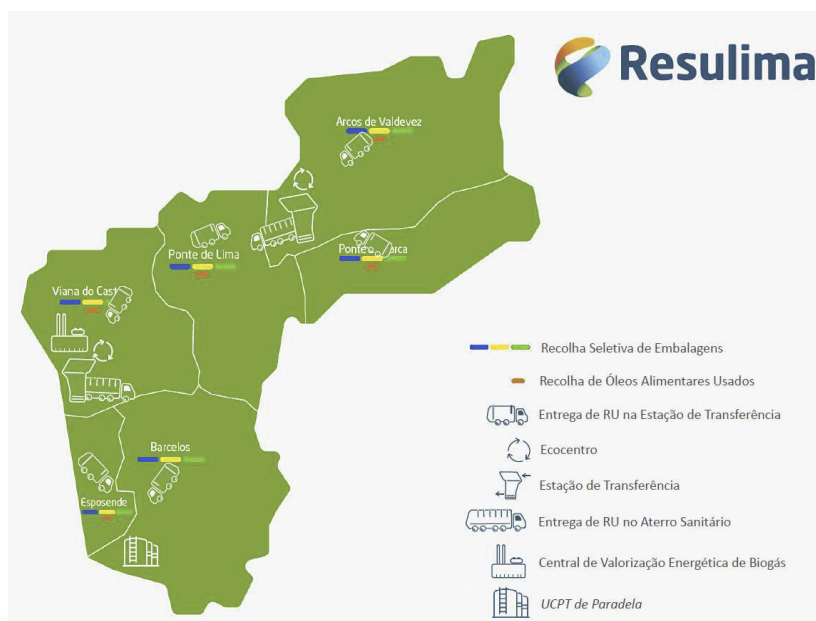 Resulima
Arcos de Valdevez
Ponte de Lima
Ponte arca
Viana do Cast
Barcelos
Esposende
Recolha Seletiva de Embalagens
Recolha de Óleos Alimentares Usados
Entrega de RU na Estação de Transferência
Ecocentro
Estação de Transferência
Entrega de RU no Aterro Sanitário
Central de Valorização Energética de Biogás
UCPT de Paradela